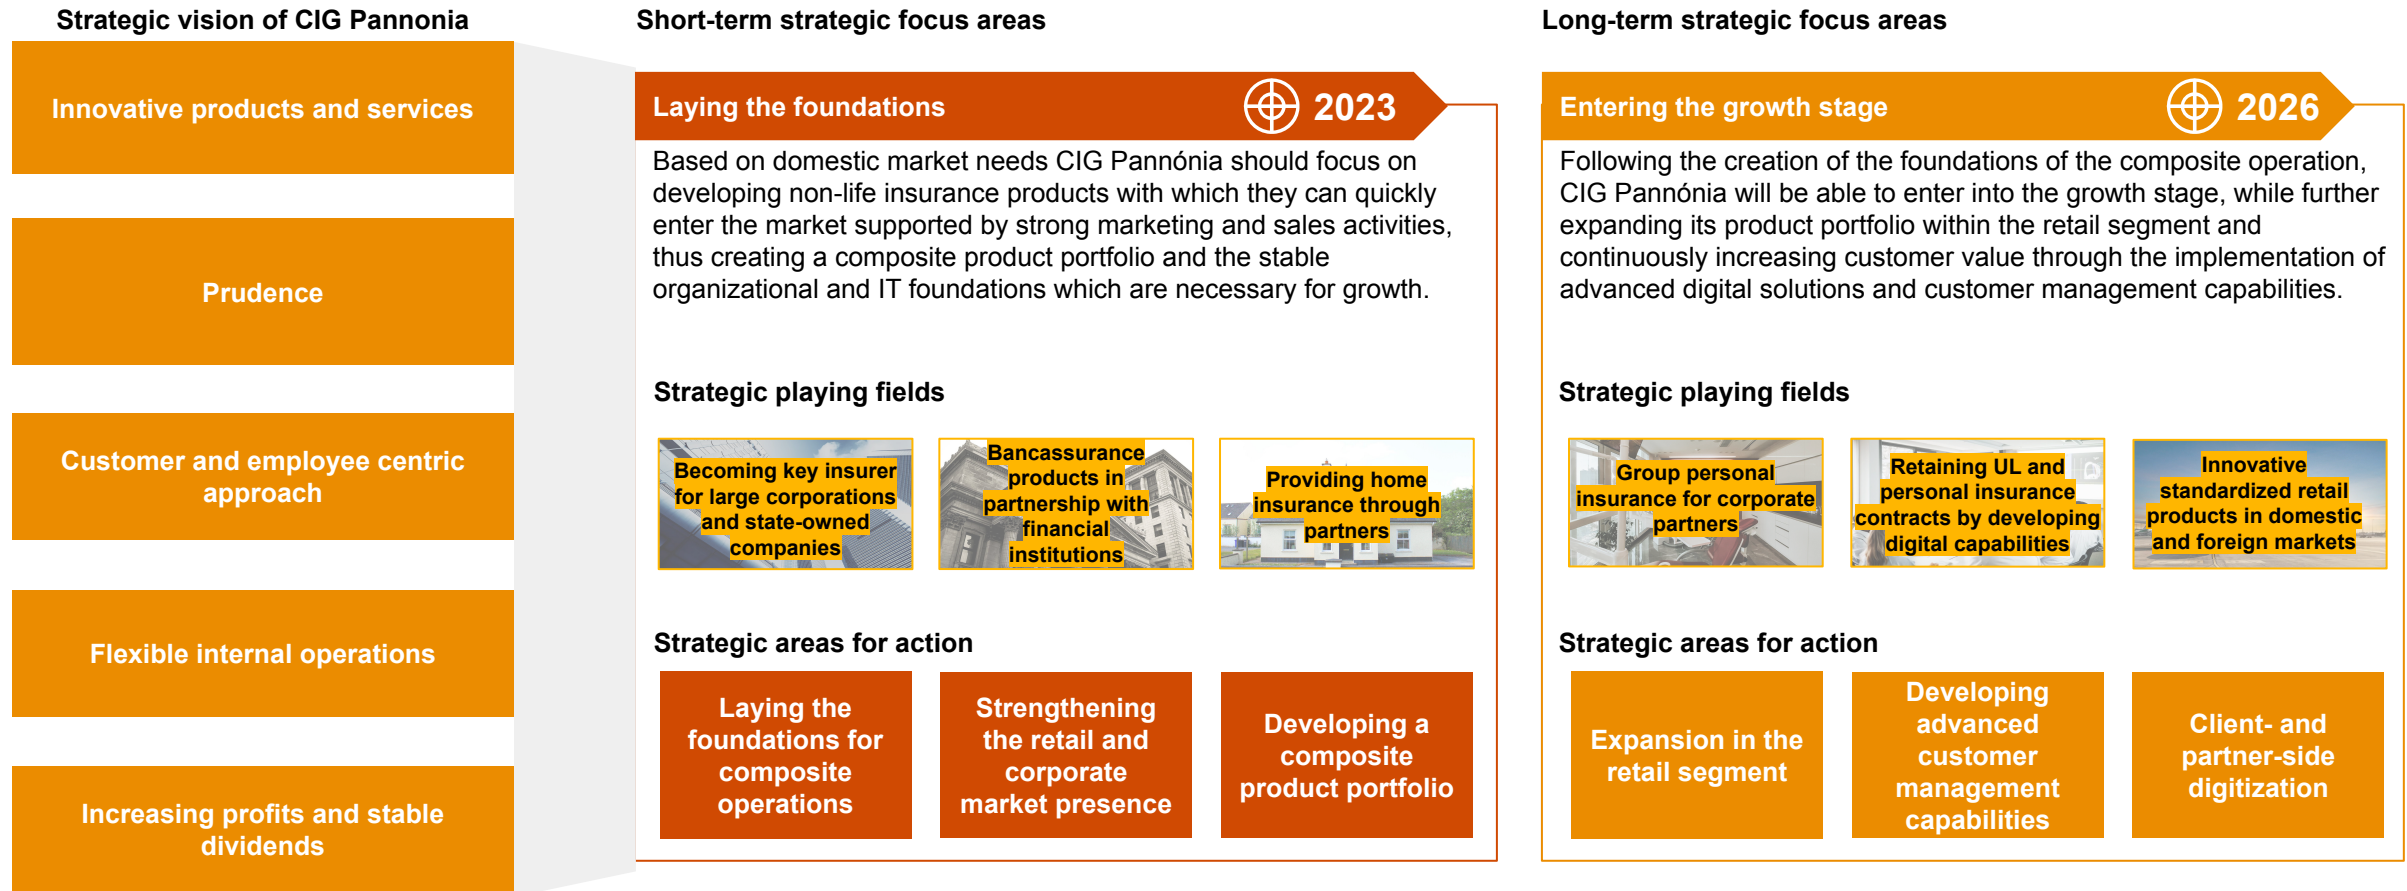 Strategic vision of CIG Pannonia
Innovative products and services
Prudence
Customer and employee centric
approach
Flexible internal operations
Increasing profits and stable
dividends
Short-term strategic focus areas
Laying the foundations
2023
Based on domestic market needs CIG Pannónia should focus on
developing non-life insurance products with which they can quickly
enter the market supported by strong marketing and sales activities,
thus creating a composite product portfolio and the stable
organizational and IT foundations which are necessary for growth.
Strategic playing fields
Becoming key insurer
for large corporations
and state-owned
companies
Bancassurance
products in
partnership with
financial
institutions
Providing home
insurance through
partners
Strategic areas for action
Laying the
foundations for
composite
operations
Strengthening
the retail and
corporate
market presence
Developing a
composite
product portfolio
Long-term strategic focus areas
Entering the growth stage
2026
Following the creation of the foundations of the composite operation,
CIG Pannónia will be able to enter into the growth stage, while further
expanding its product portfolio within the retail segment and
continuously increasing customer value through the implementation of
advanced digital solutions and customer management capabilities.
Strategic playing fields
Group personal
insurance for corporate
partners
Retaining UL and
personal insurance
contracts by developing
digital capabilities
Innovative
standardized retail
products in domestic
and foreign markets
Strategic areas for action
Expansion in the
retail segment
Developing
advanced
customer
management
capabilities
Client- and
partner-side
digitization